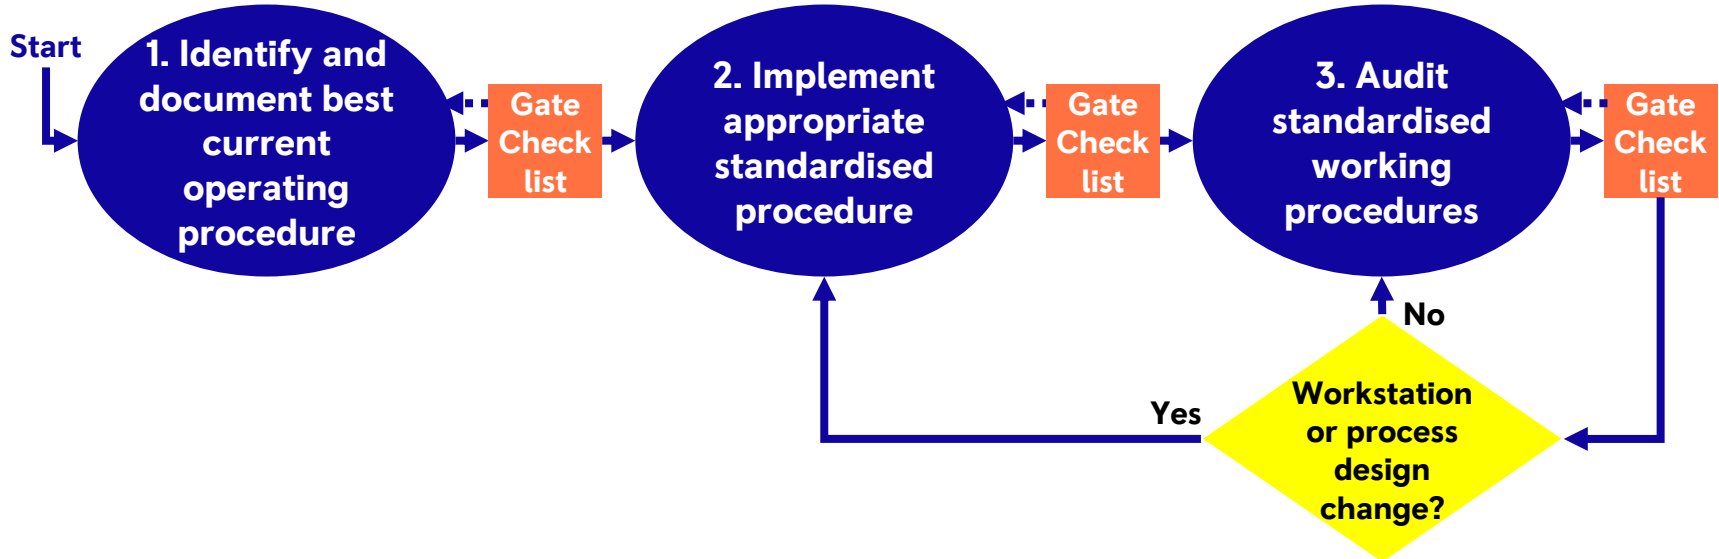 Start
1. Identify and
document best
current
operating
procedure
Gate
Check
list
2. Implement
appropriate
standardised
procedure
Gate
Check
list
3. Audit
standardised
working
procedures
Gate
Check
list
No
Yes
Workstation
or process
design
change?